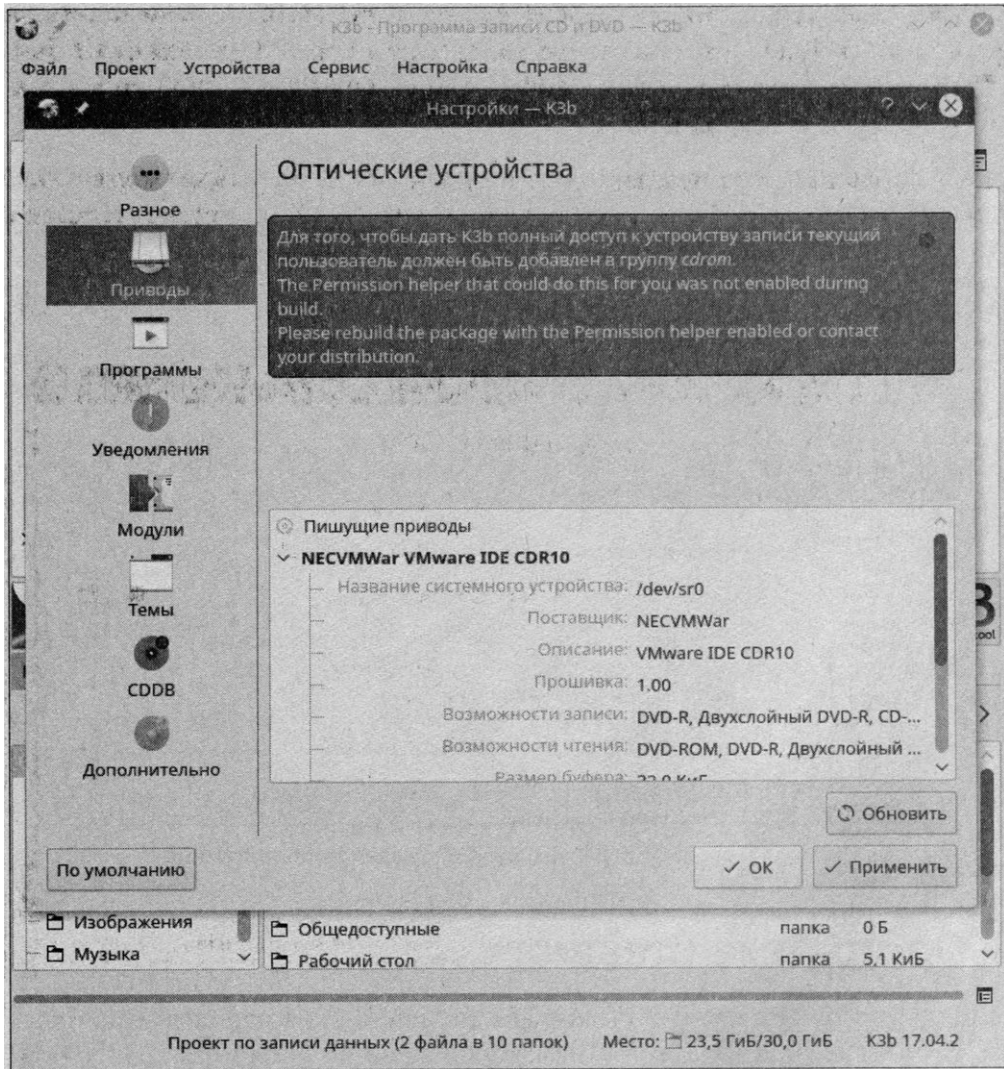 K3b - Программа записи CD и DVD — K3b
Файл Проект Устройства Сервис Настройка Справка
Настройки — K3b
Разное
Приводы
Программы
Уведомления
Модули
Темы
CDDB
Дополнительно
По умолчанию
Оптические устройства
Для того, чтобы дать K3b полный доступ к устройству записи текущий
пользователь должен быть добавлен в группу cdrom.
The Permission helper that could do this for you was not enabled during
build.
Please rebuild the package with the Permission helper enabled or contact
your distribution.
Пишущие приводы
NECVMWar VMware IDE CDR10
Название системного устройства: /dev/sr0
Поставщик: NECVMWar
Описание: VMware IDE CDR10
Прошивка: 1.00
Возможности записи: DVD-R, Двухслойный DVD-R, CD-...
Возможности чтения: DVD-ROM, DVD-R, Двухслойный ...
Размер буфера:
Обновить
OK Применить
Изображения
Музыка
Общедоступные папка 0 Б
Рабочий стол папка 5,1 КиБ
Проект по записи данных (2 файла в 10 папок) Место: 23,5 ГиБ/30,0 ГиБ K3b 17.04.2